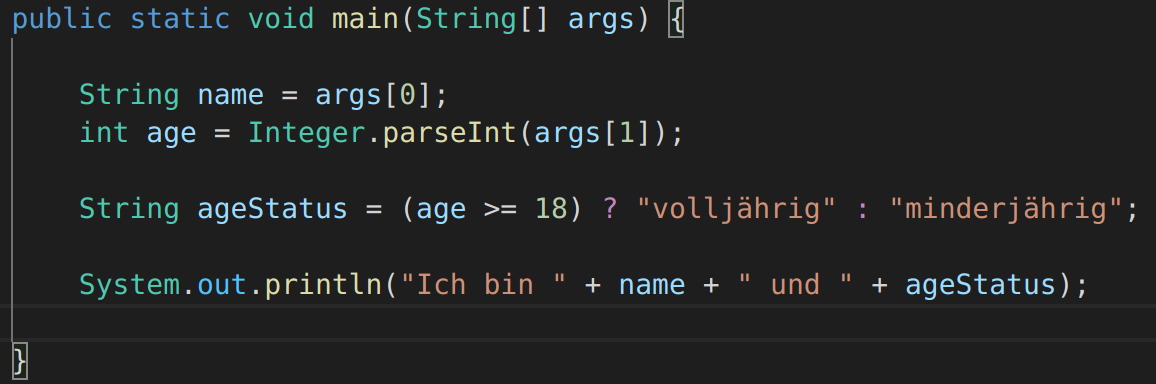 public static void main(String[] args) {
String name = args[0];
int age = Integer.parseInt(args[1]);
String ageStatus = (age >= 18) ? "volljährig" : "minderjährig";
System.out.println("Ich bin " + name + " und " + ageStatus);
}